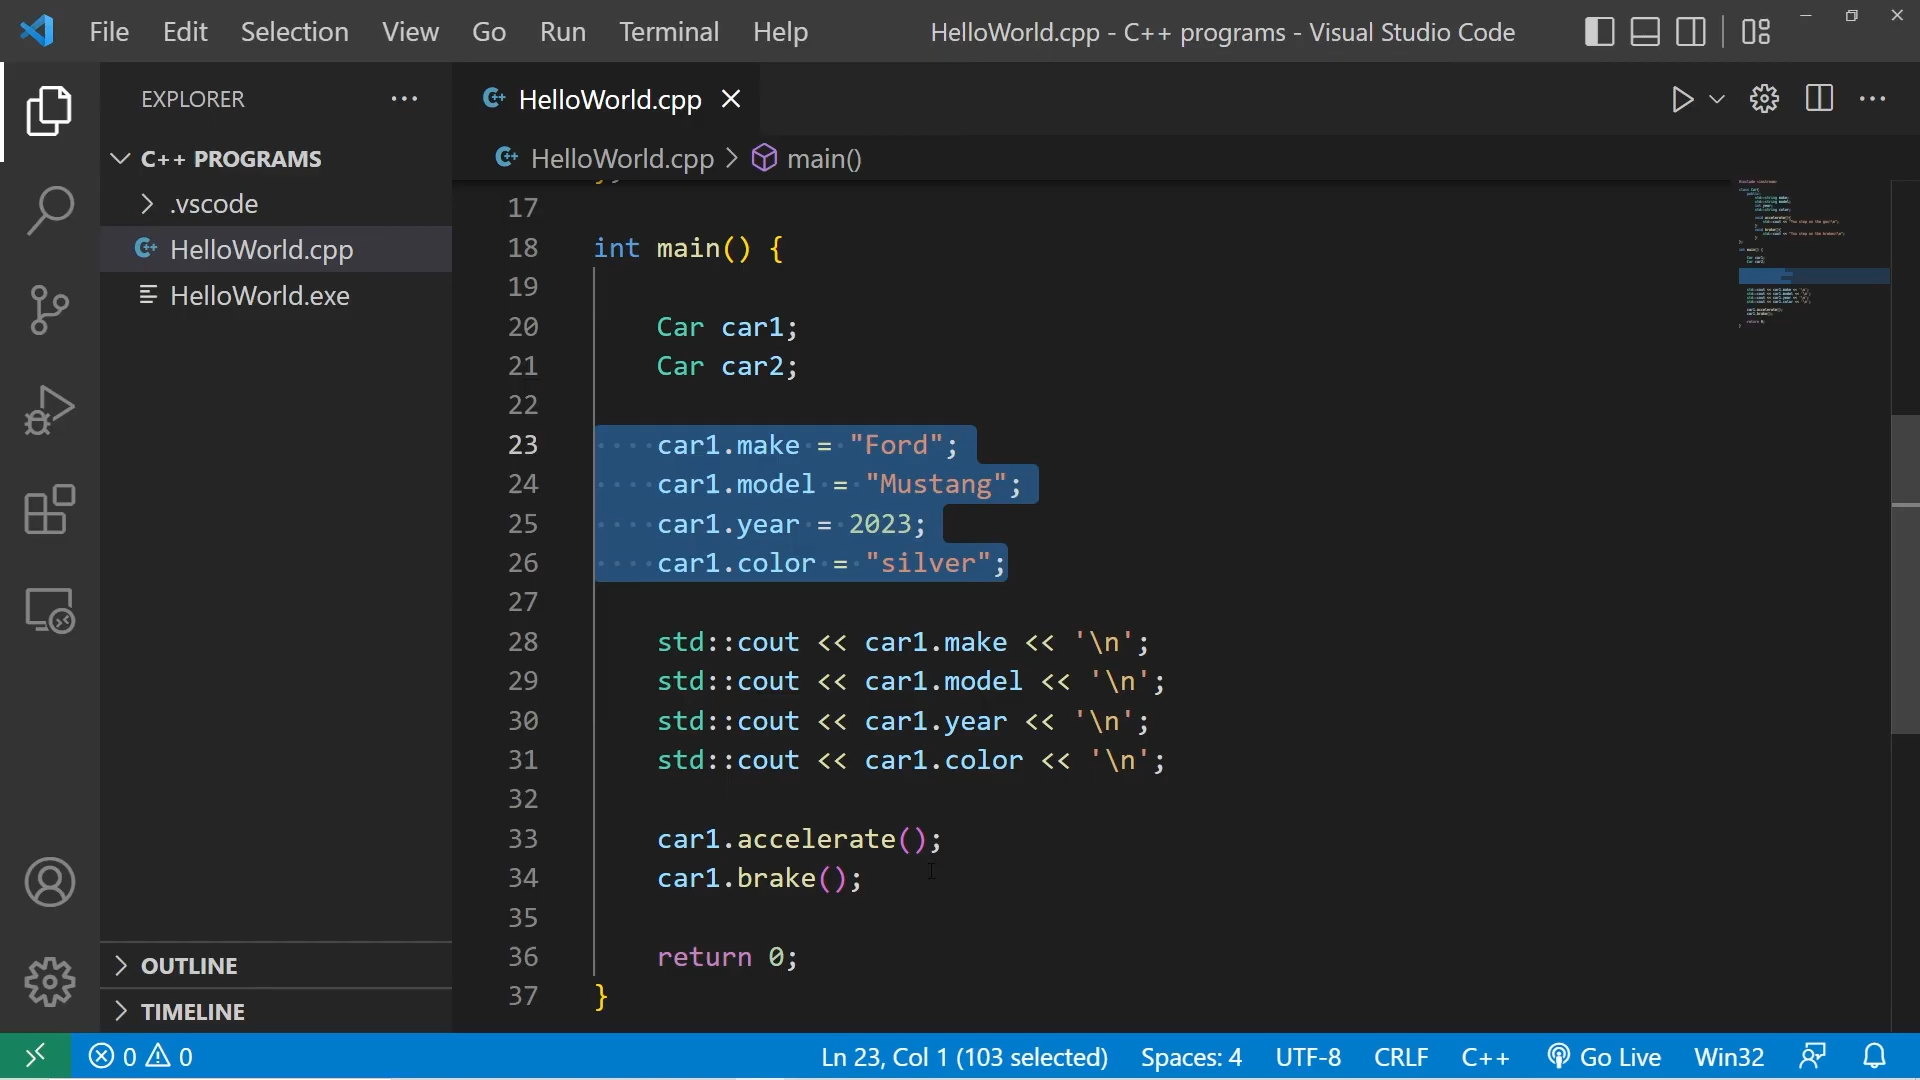 File Edit Selection View Go Run Terminal Help HelloWorld.cpp - C++ programs - Visual Studio Code
EXPLORER
C++ PROGRAMS
.vscode
HelloWorld.cpp
HelloWorld.exe
OUTLINE
TIMELINE
HelloWorld.cpp
HelloWorld.cpp > main()
17
18 int main() {
19
20 Car car1;
21 Car car2;
22
23 car1.make = "Ford";
24 car1.model = "Mustang";
25 car1.year = 2023;
26 car1.color = "silver";
27
28 std::cout << car1.make << '\n';
29 std::cout << car1.model << '\n';
30 std::cout << car1.year << '\n';
31 std::cout << car1.color << '\n';
32
33 car1.accelerate();
34 car1.brake();
35
36 return 0;
37 }
0 0 Ln 23, Col 1 (103 selected) Spaces: 4 UTF-8 CRLF C++ Go Live Win32